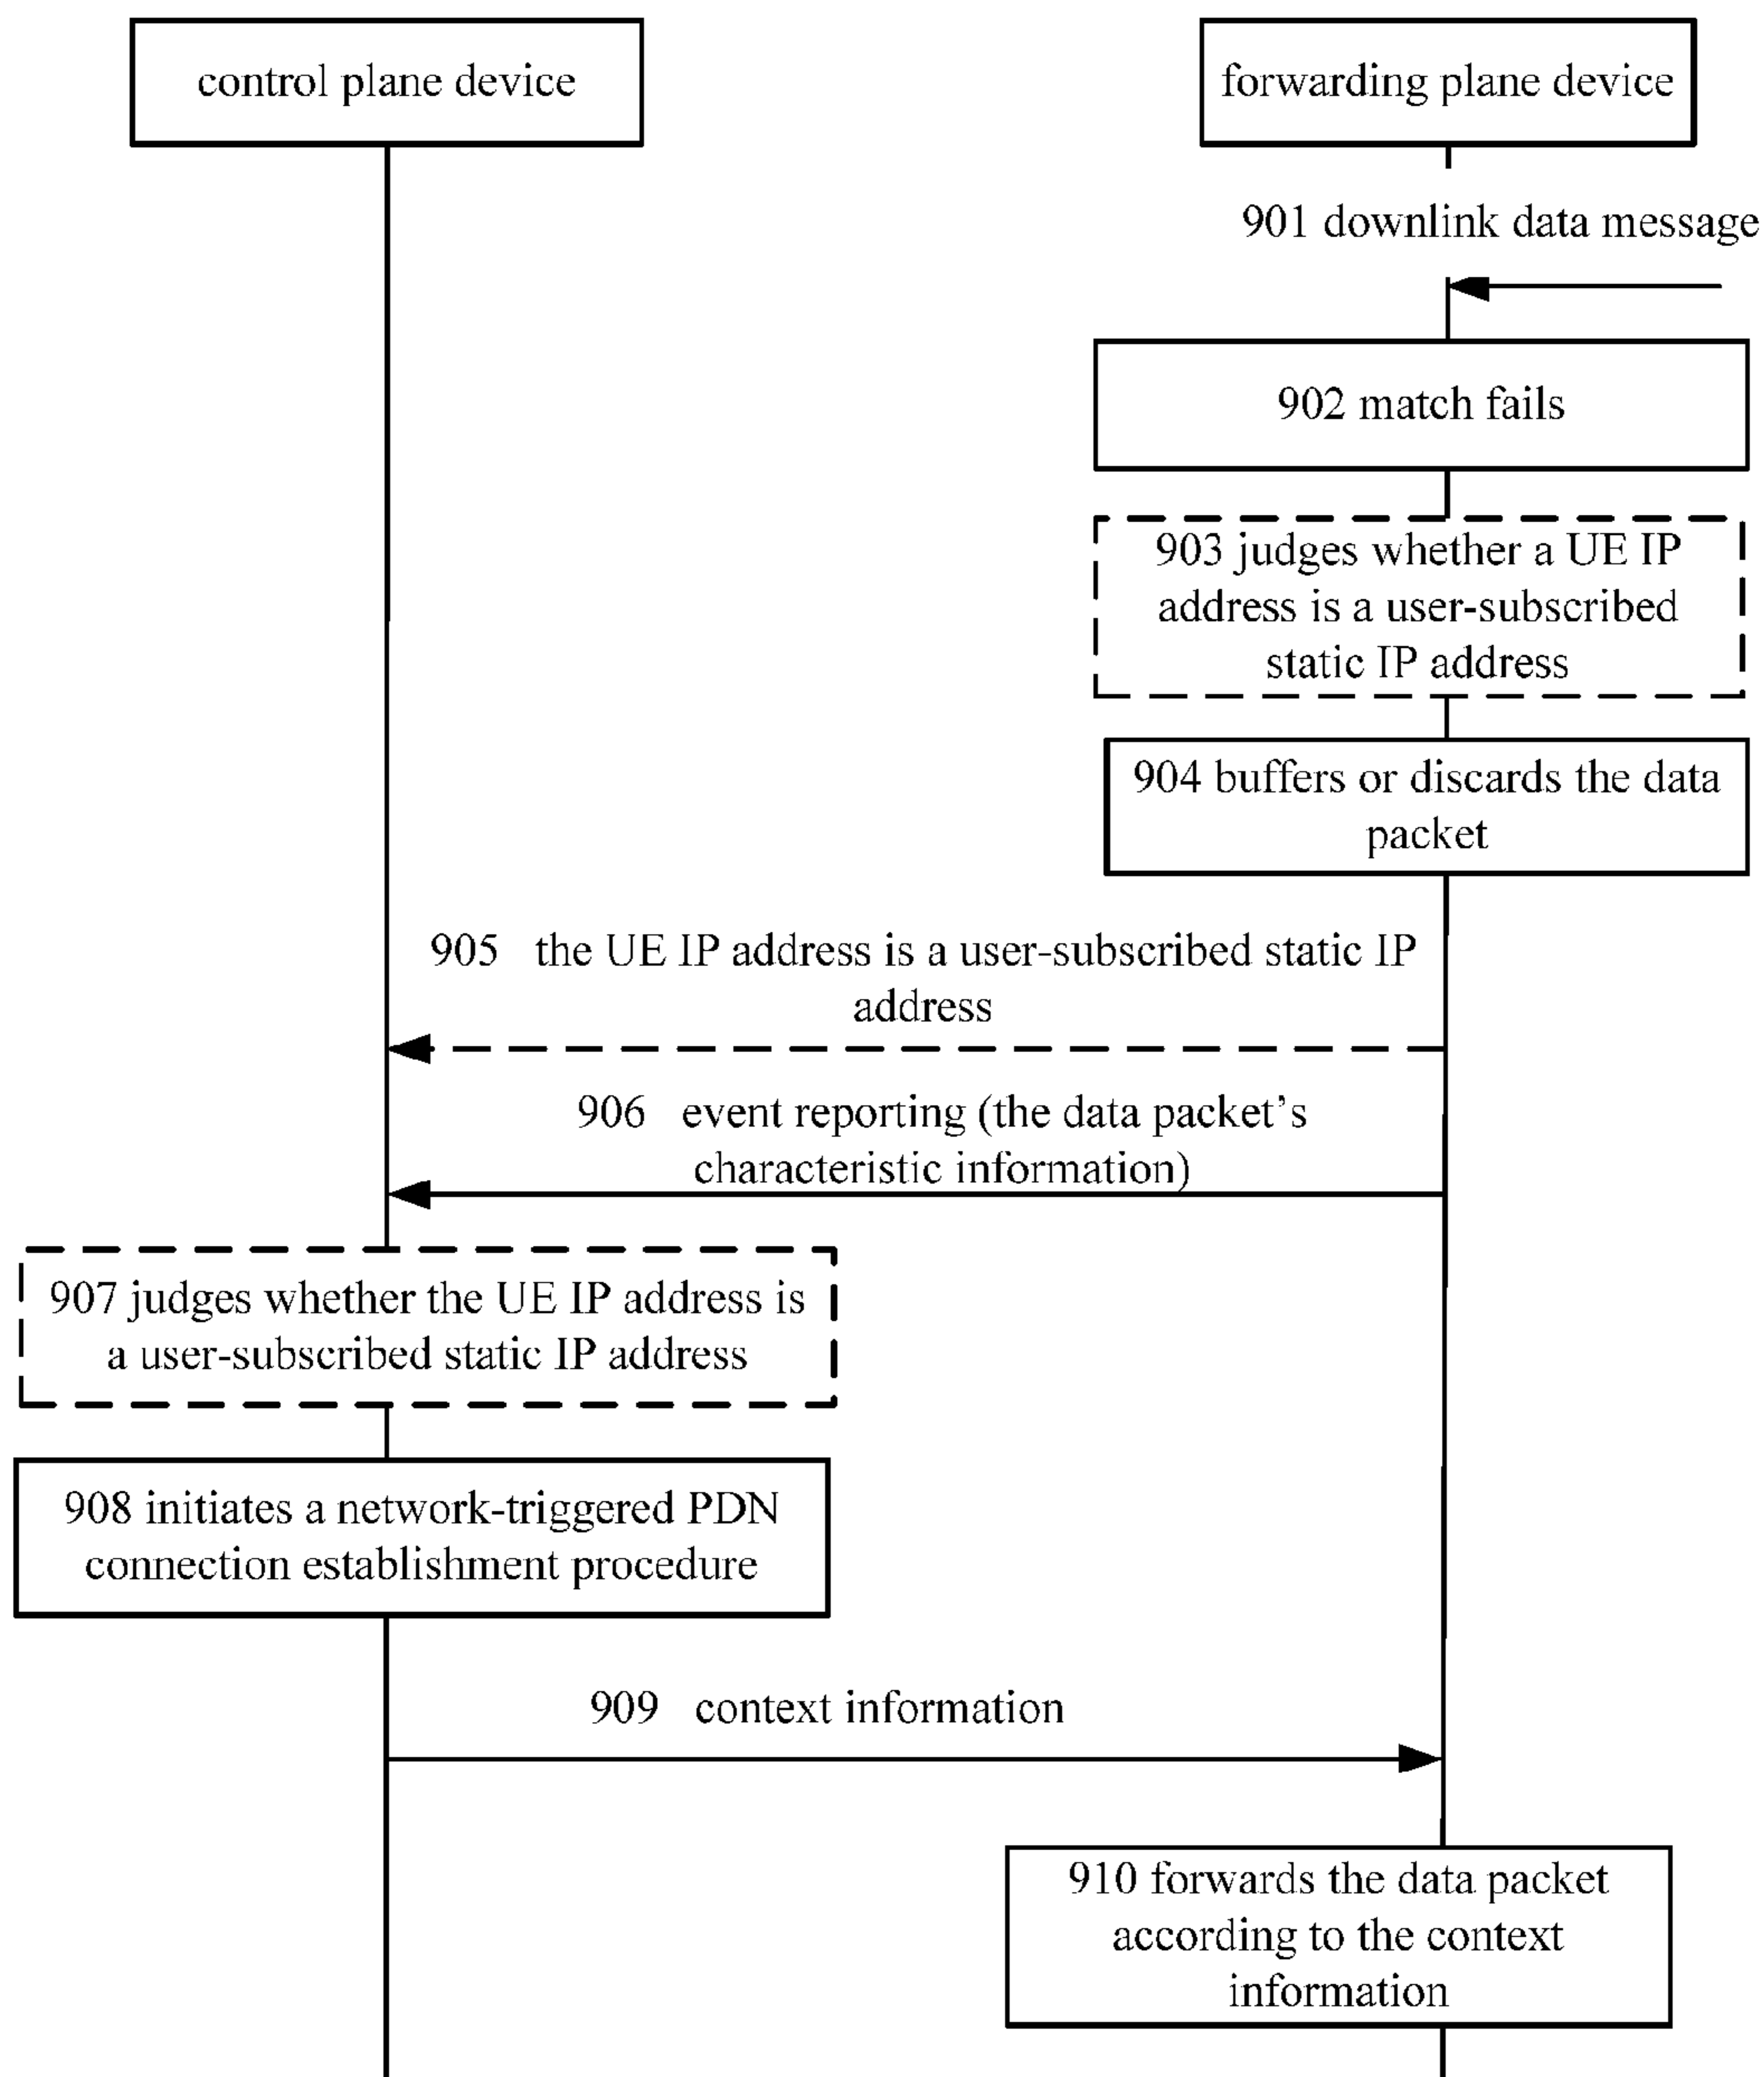 control plane device
forwarding plane device
901 downlink data message
902 match fails
903 judges whether a UE IP
address is a user-subscribed
static IP address
904 buffers or discards the data
packet
905 the UE IP address is a user-subscribed static IP
address
906 event reporting (the data packet's
characteristic information)
907 judges whether the UE IP address is
a user-subscribed static IP address
908 initiates a network-triggered PDN
connection establishment procedure
909 context information
910 forwards the data packet
according to the context
information